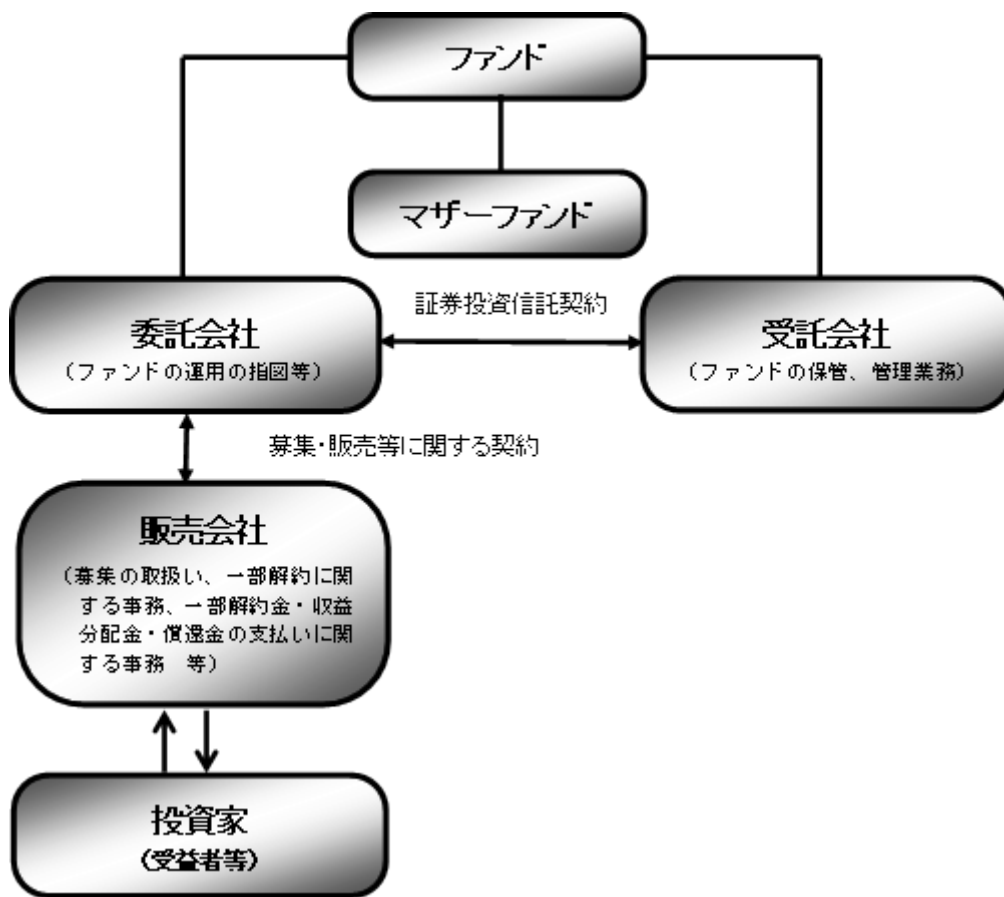 ファンド
マザーファンド
証券投資信託契約
委託会社
(ファンドの運用の指図等)
受託会社
(ファンドの保管、管理業務)
募集・販売等に関する契約
販売会社
(募集の取扱い、一部解約に関
する事務、一部解約金・収益
分配金・償還金の支払いに関
する事務　等)
投資家
(受益者等)